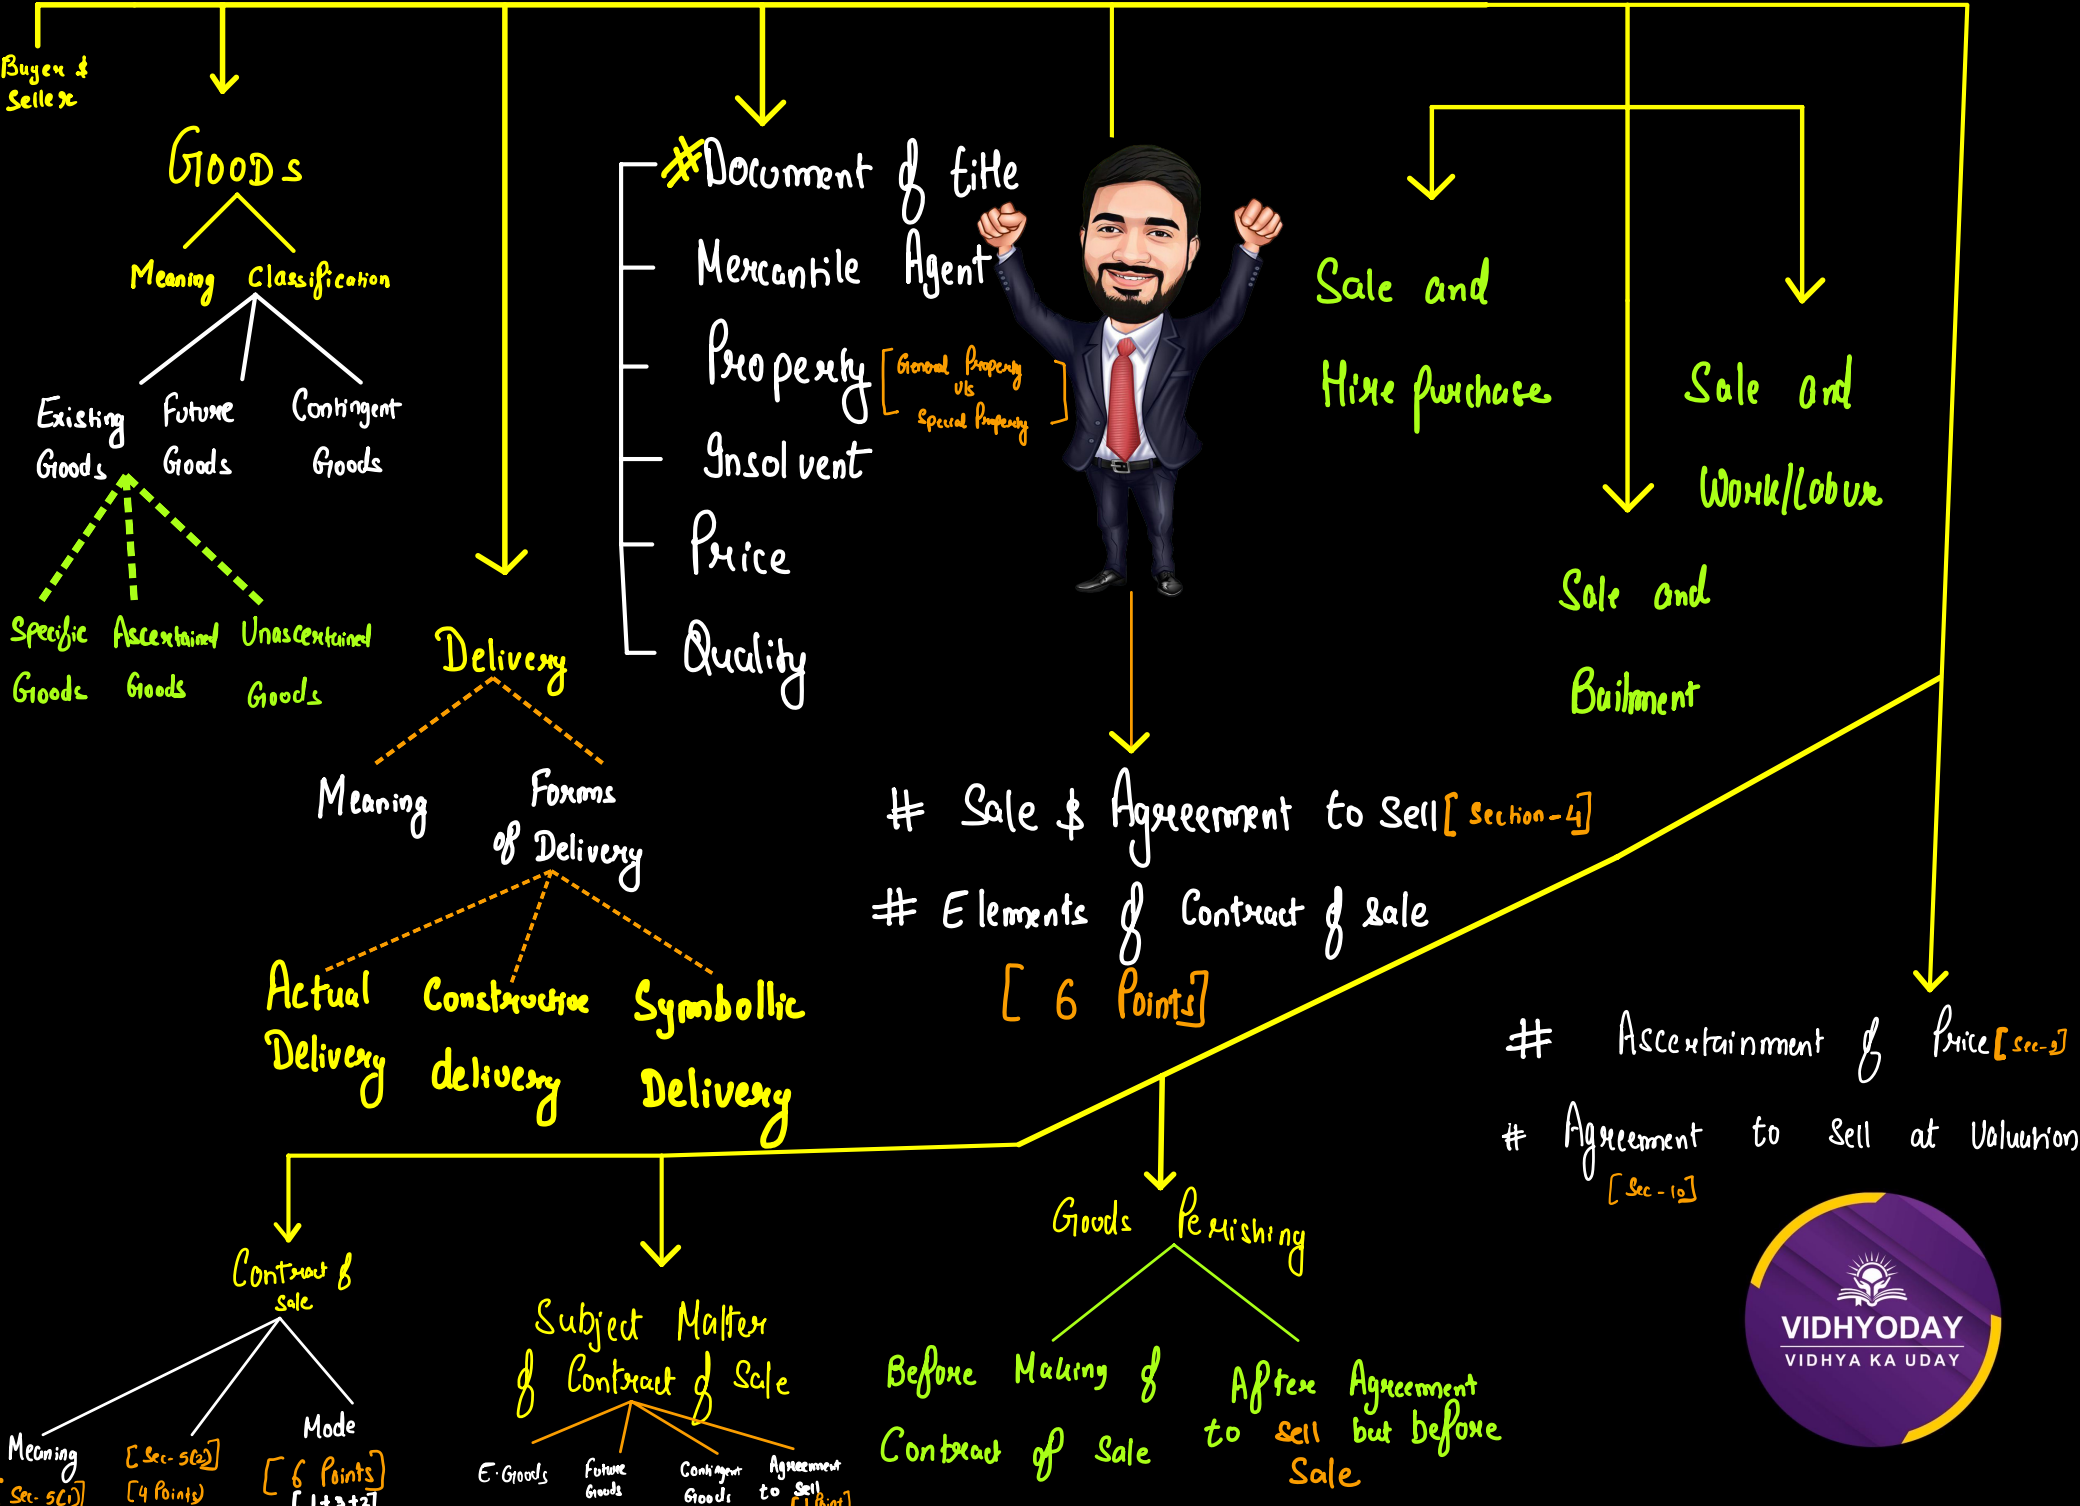 Buyer &
Seller
GOODS
Meaning
Classification
Existing
Goods
Future
Goods
Contingent
Goods
Specific
Goods
Ascertained
Goods
Unascertained
Goods
Delivery
Meaning
Forms
of Delivery
Actual
Delivery
Constructive
delivery
Symbollic
Delivery
# Document of title
Mercantile Agent
Property
[General Property
v/s
Special Property]
Insolvent
Price
Quality
# Sale & Agreeement to Sell [Section-4]
# Elements of Contract of sale
[6 Points]
Sale and
Hire purchase
Sale and
Bailment
Sale and
Work/Labour
# Ascertainment of Price [Sec-9]
# Agreement to Sell at Valuation
[Sec-10]
Contract of
Sale
Meaning
Sec-5(1)]
[Sec-5(2)]
[4 Points)
Mode
[6 Points]
[1+3+2]
Subject Matter
of Contract of Sale
E.Goods
Future
Goods
Contingent
Goods
Agreement
to Sell
[1 Point]
Goods Perishing
Before Making of
Contract of Sale
After Agreement
to Sell but before
Sale
VIDHYODAY
VIDHYA KA UDAY